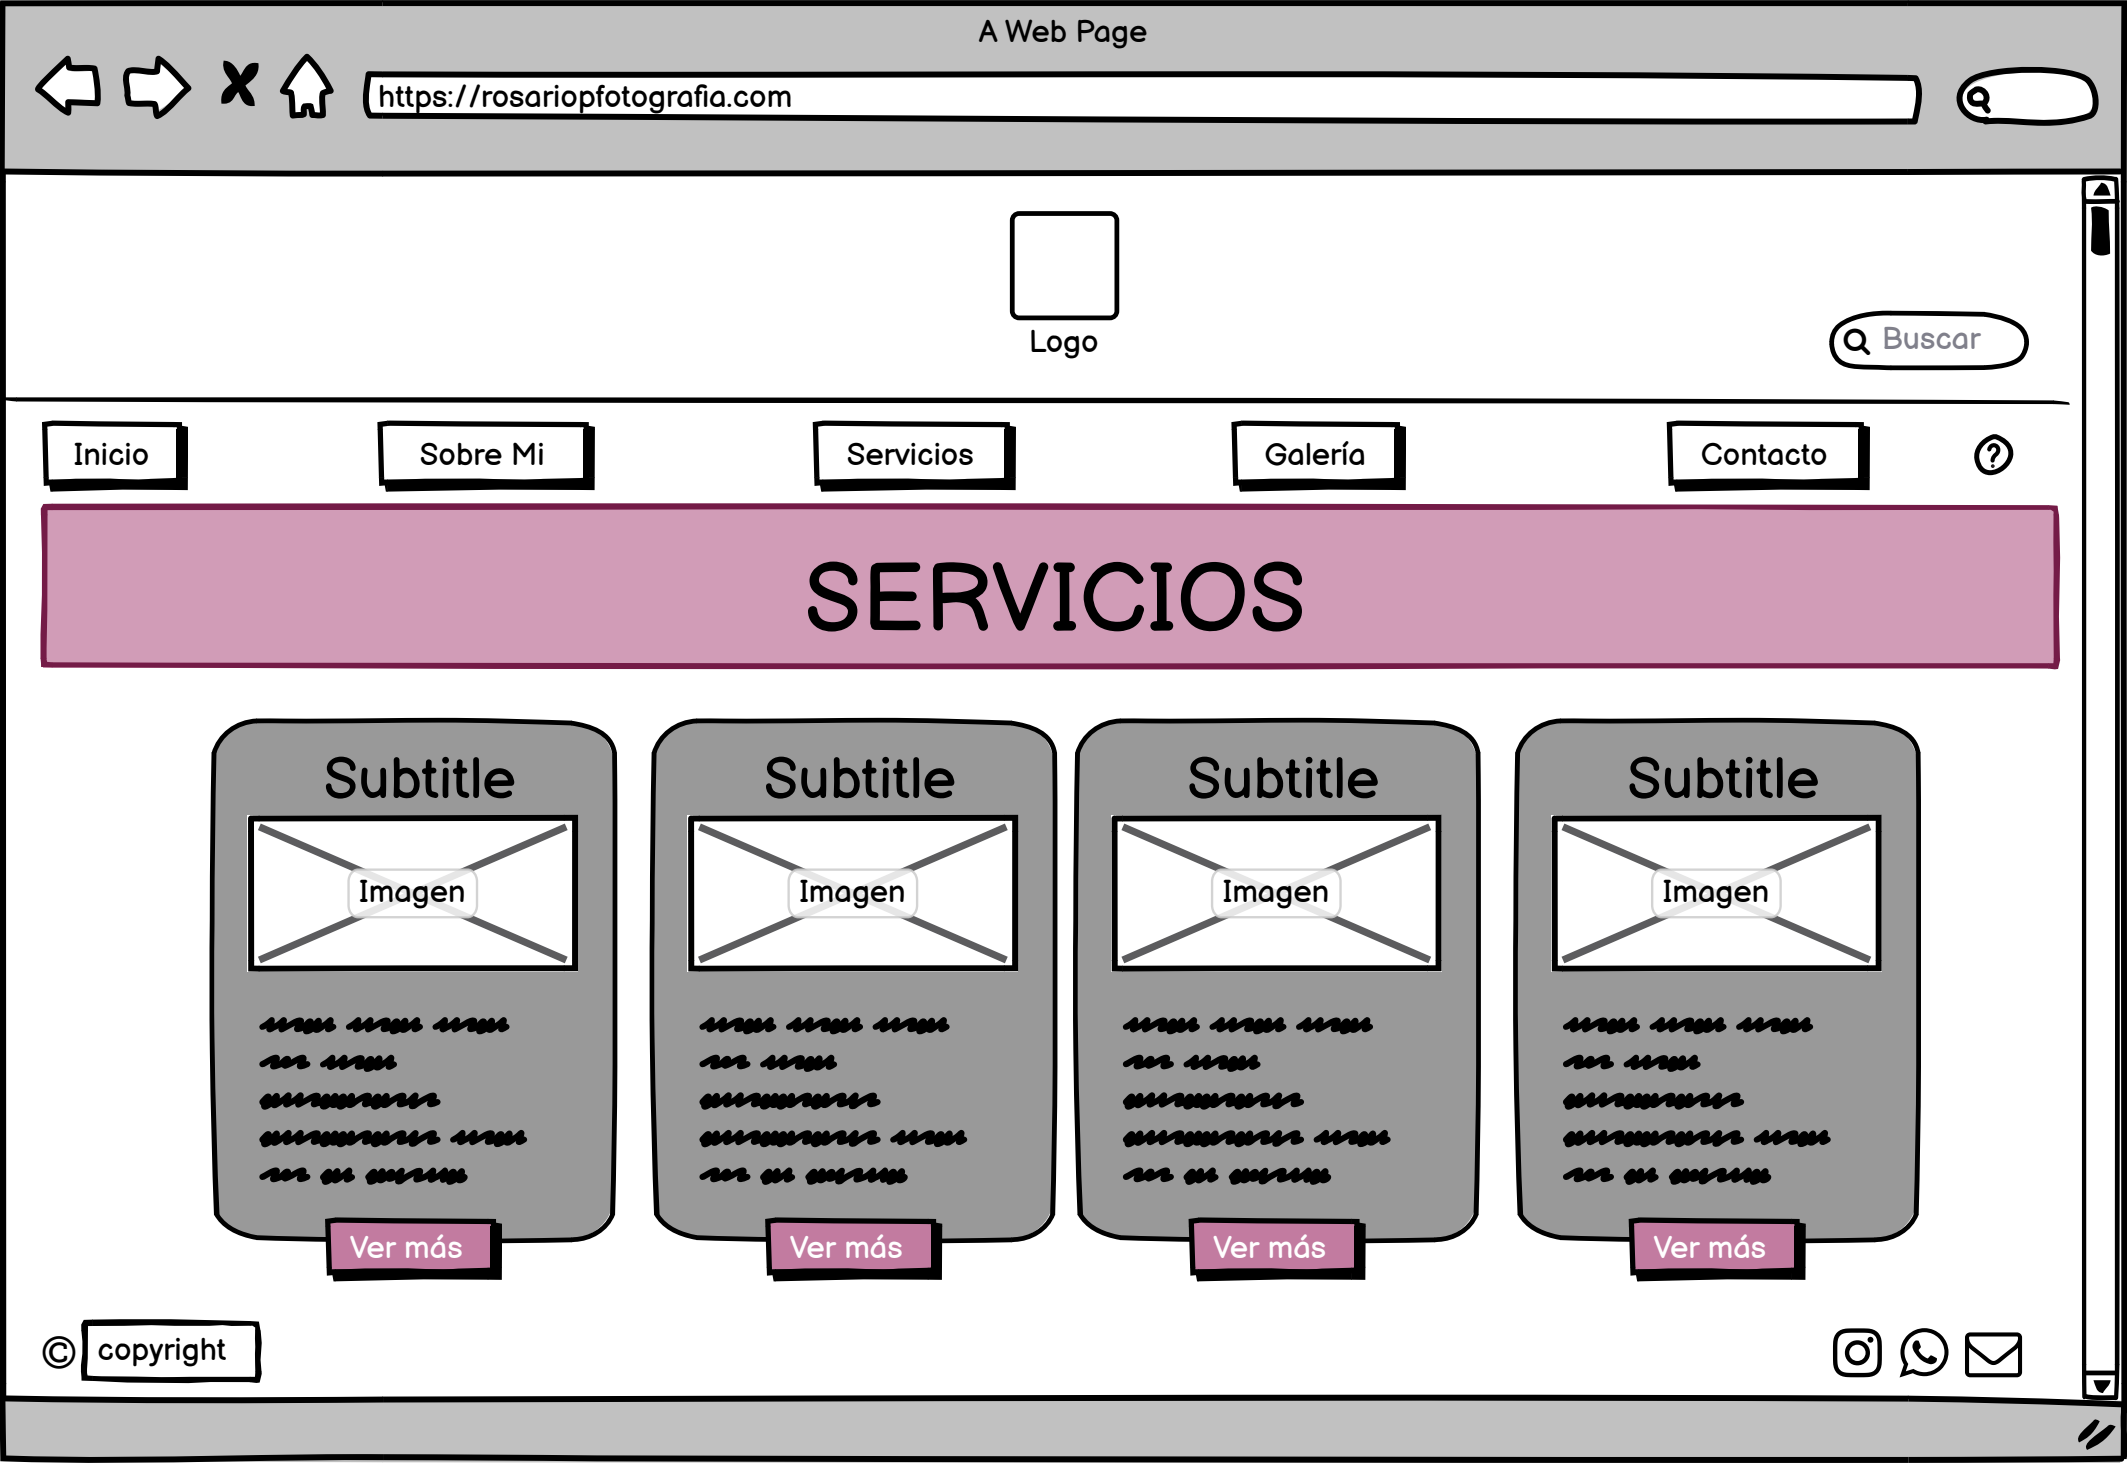 A Web Page
https://rosariopfotografia.com
Logo
Buscar
Inicio Sobre Mi Servicios Galería Contacto ?
SERVICIOS
Subtitle Subtitle Subtitle Subtitle
Imagen Imagen Imagen Imagen
Ver más Ver más Ver más Ver más
© copyright